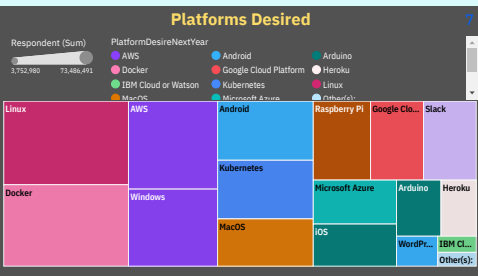 Platforms Desired
?
Respondent (Sum)
3,752,980 73,486,491
PlatformDesireNextYear
AWS Android Arduino
Docker Google Cloud Platform Heroku
IBM Cloud or Watson Kubernetes Linux
MacOS Microsoft Azure Other(s):
Linux
AWS
Android
Raspberry Pi
Google Clo...
Slack
Kubernetes
Docker
Windows
Microsoft Azure
Arduino
Heroku
MacOS
iOS
WordPr...
IBM Cl...
Other(s):